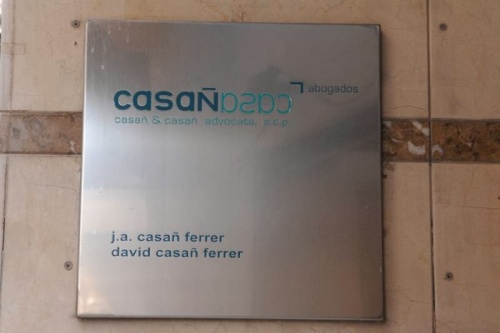 casañ abogados
casañ & casañ advocats, s.c.p
j.a. casañ ferrer
david casañ ferrer